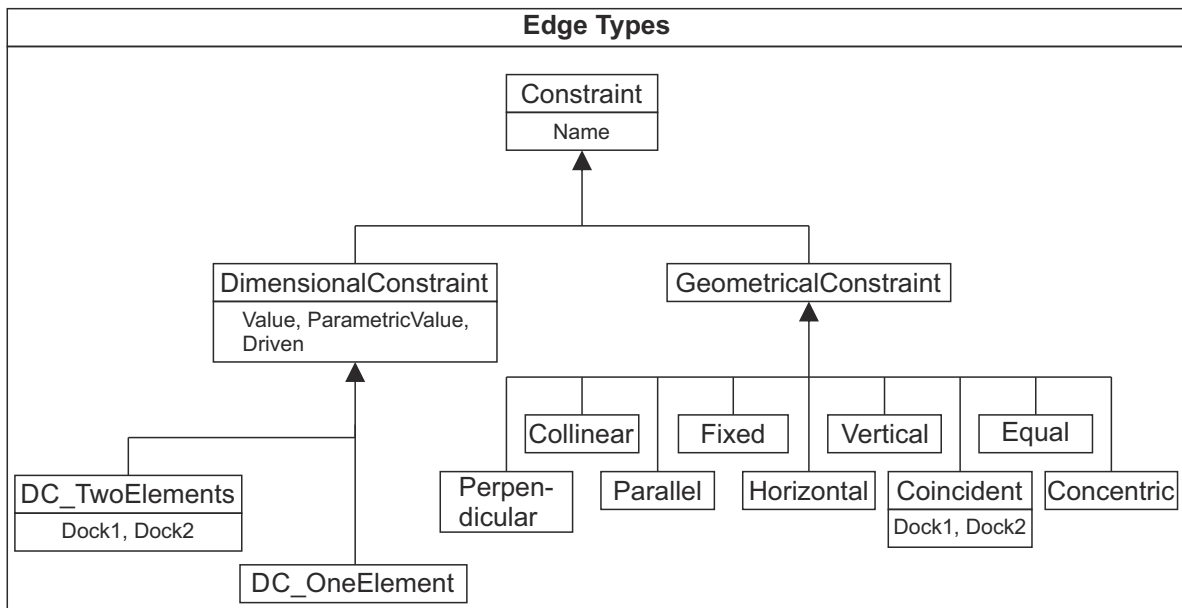 Edge Types
Constraint
Name
DimensionalConstraint
Value, ParametricValue,
Driven
GeometricalConstraint
Collinear
Fixed
Vertical
Equal
Perpen-
dicular
Parallel
Horizontal
Coincident
Dock1, Dock2
Concentric
DC_TwoElements
Dock1, Dock2
DC_OneElement